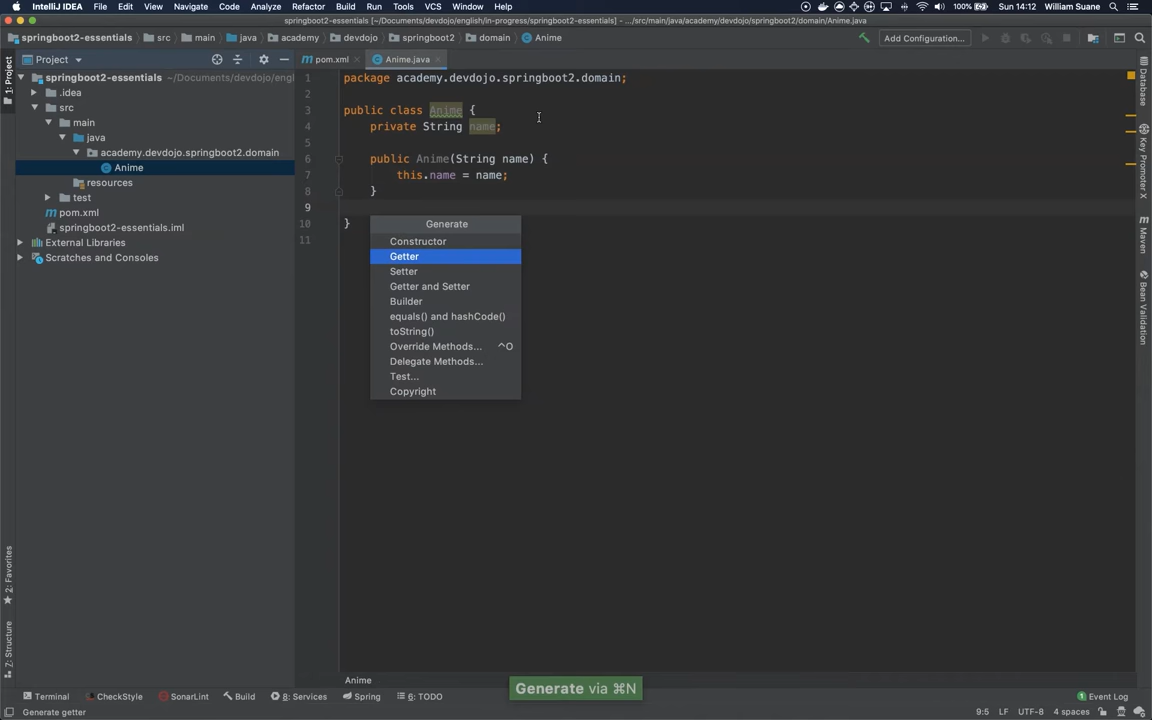 IntelliJ IDEA File Edit View Navigate Code Analyze Refactor Build Run Tools VCS Window Help 100% Sun 14:12 William Suane
springboot2-essentials [~/Documents/devdojo/english/in-progress/springboot2-essentials] - .../src/main/java/academy/devdojo/springboot2/domain/Anime.java
springboot2-essentials src main java academy devdojo springboot2 domain Anime Add Configuration...
Project pom.xml Anime.java
1: Project
springboot2-essentials ~/Documents/devdojo/engl
.idea
src
main
java
academy.devdojo.springboot2.domain
Anime
resources
test
pom.xml
springboot2-essentials.iml
External Libraries
Scratches and Consoles
1 package academy.devdojo.springboot2.domain;
2
3 public class Anime {
4 private String name;
5
6 public Anime(String name) {
7 this.name = name;
8 }
9
10 }
11
Generate
Constructor
Getter
Setter
Getter and Setter
Builder
equals() and hashCode()
toString()
Override Methods... ^O
Delegate Methods...
Test...
Copyright
Database
Key Promoter X
Maven
Bean Validation
2: Favorites
7: Structure
Anime
Generate via ⌘N
Terminal CheckStyle SonarLint Build 8: Services Spring 6: TODO 1 Event Log
Generate getter 9:5 LF UTF-8 4 spaces